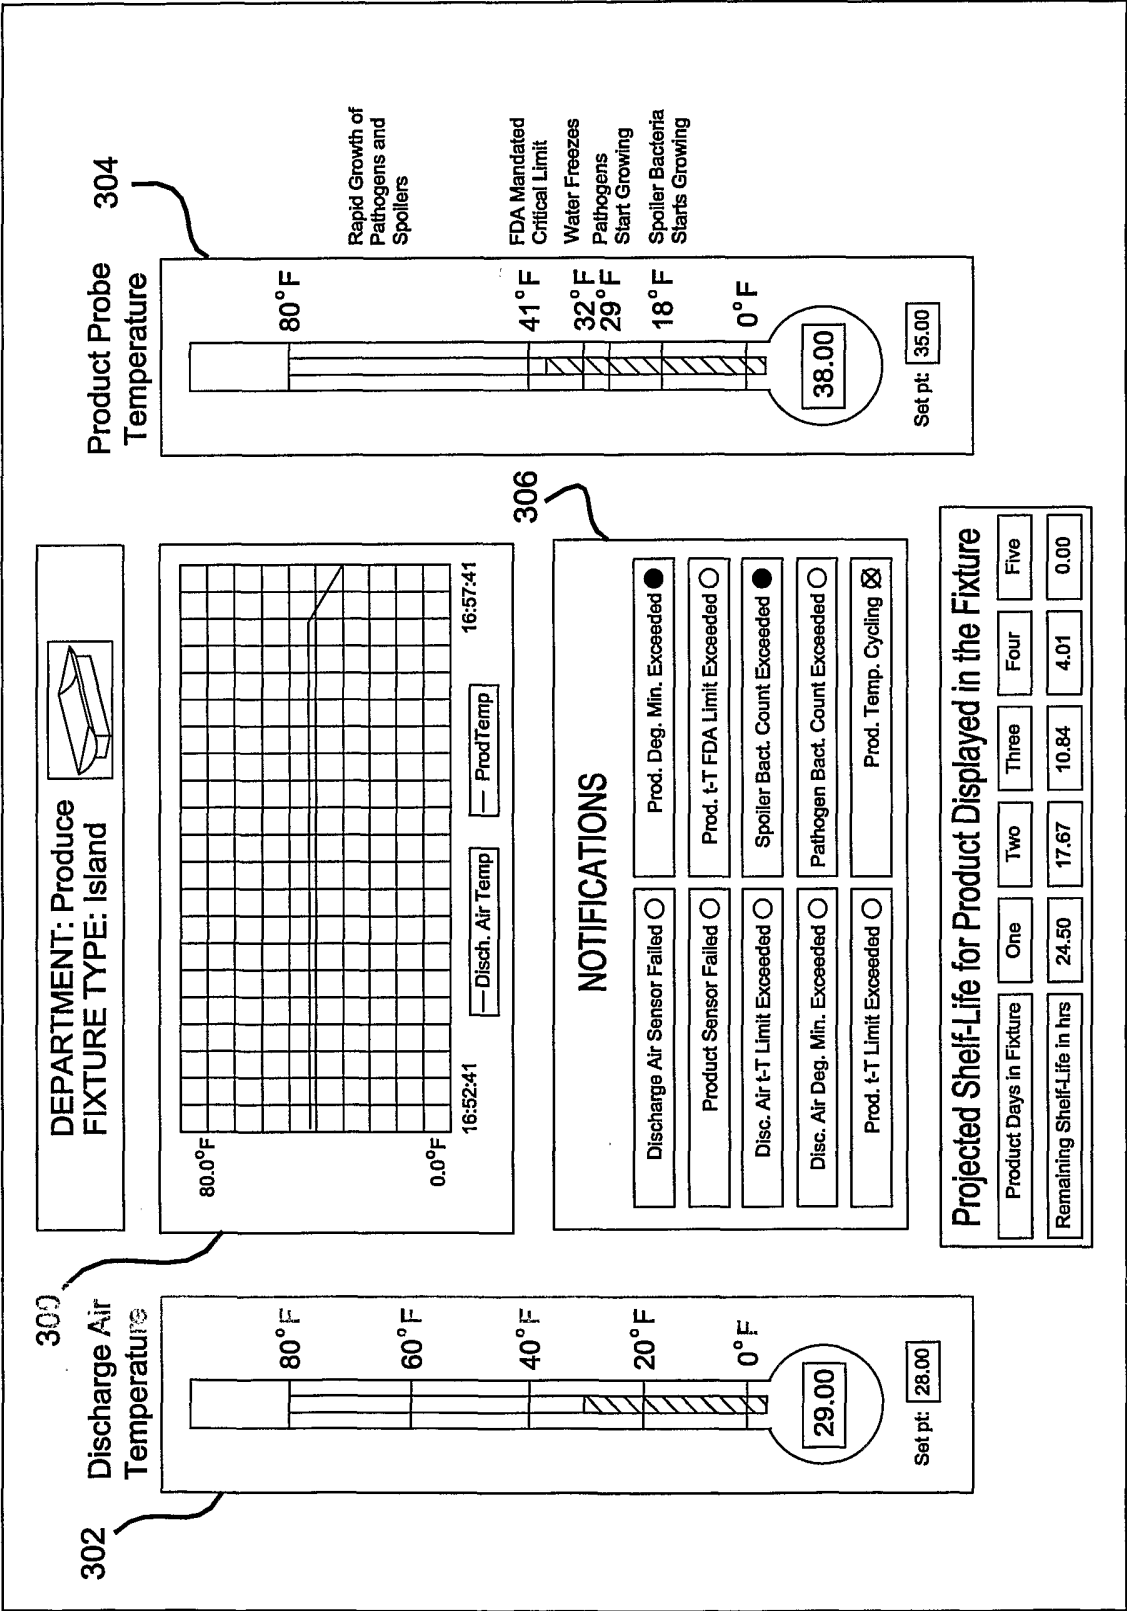 302
Discharge Air
Temperature
80°F
60°F
40°F
20°F
0°F
29.00
Set pt: 28.00
300
DEPARTMENT: Produce
FIXTURE TYPE: Island
80.0°F
0.0°F
16:52:41
16:57:41
Disch. Air Temp
ProdTemp
306
NOTIFICATIONS
Discharge Air Sensor Failed
Prod. Deg. Min. Exceeded
Product Sensor Failed
Prod. t-T FDA Limit Exceeded
Disc. Air t-T Limit Exceeded
Spoiler Bact. Count Exceeded
Disc. Air Deg. Min. Exceeded
Pathogen Bact. Count Exceeded
Prod. t-T Limit Exceeded
Prod. Temp. Cycling
Projected Shelf-Life for Product Displayed in the Fixture
Product Days in Fixture One Two Three Four Five
Remaining Shelf-Life in hrs 24.50 17.67 10.84 4.01 0.00
Product Probe
Temperature
304
80°F
41°F
32°F
29°F
18°F
0°F
38.00
Set pt: 35.00
Rapid Growth of
Pathogens and
Spoilers
FDA Mandated
Critical Limit
Water Freezes
Pathogens
Start Growing
Spoiler Bacteria
Starts Growing